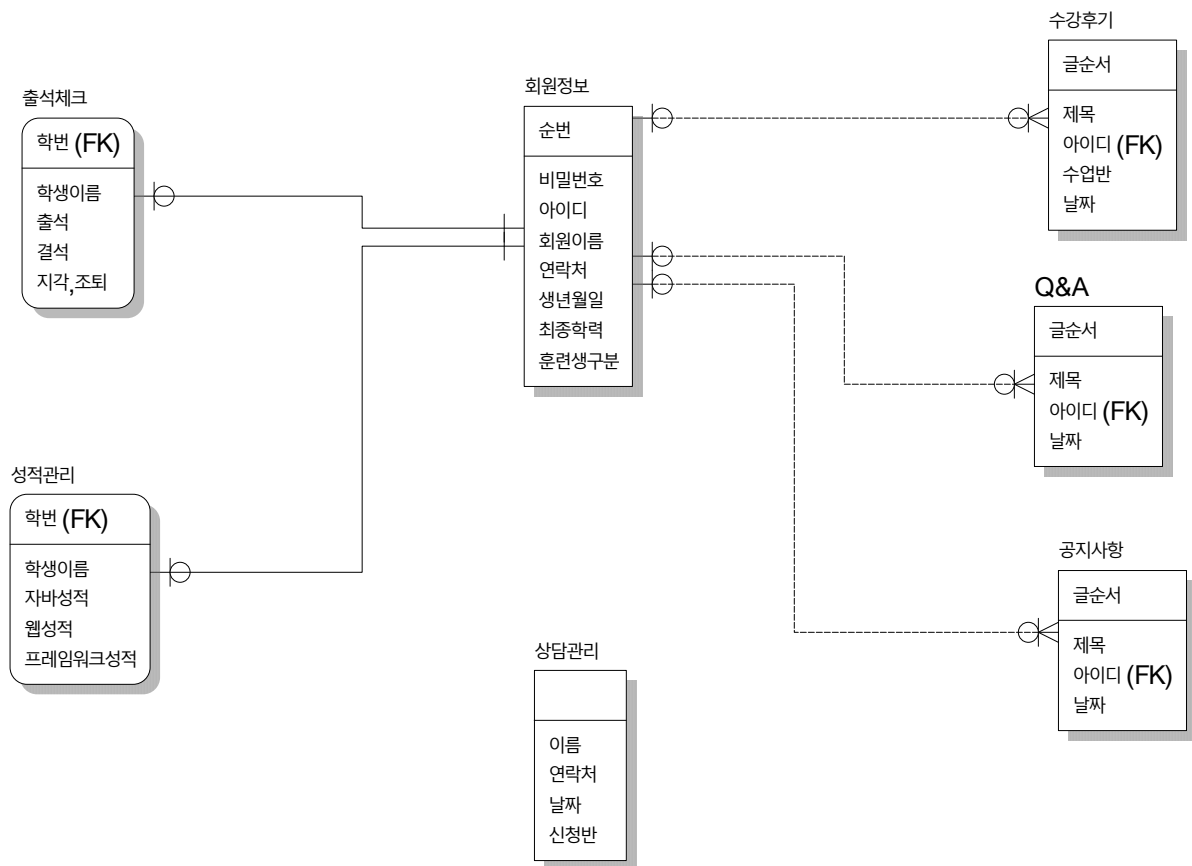 출석체크
학번 (FK)
학생이름
출석
결석
지각,조퇴
성적관리
학번 (FK)
학생이름
자바성적
웹성적
프레임워크성적
회원정보
순번
비밀번호
아이디
회원이름
연락처
생년월일
최종학력
훈련생구분
상담관리
이름
연락처
날짜
신청반
수강후기
글순서
제목
아이디 (FK)
수업반
날짜
Q&A
글순서
제목
아이디 (FK)
날짜
공지사항
글순서
제목
아이디 (FK)
날짜